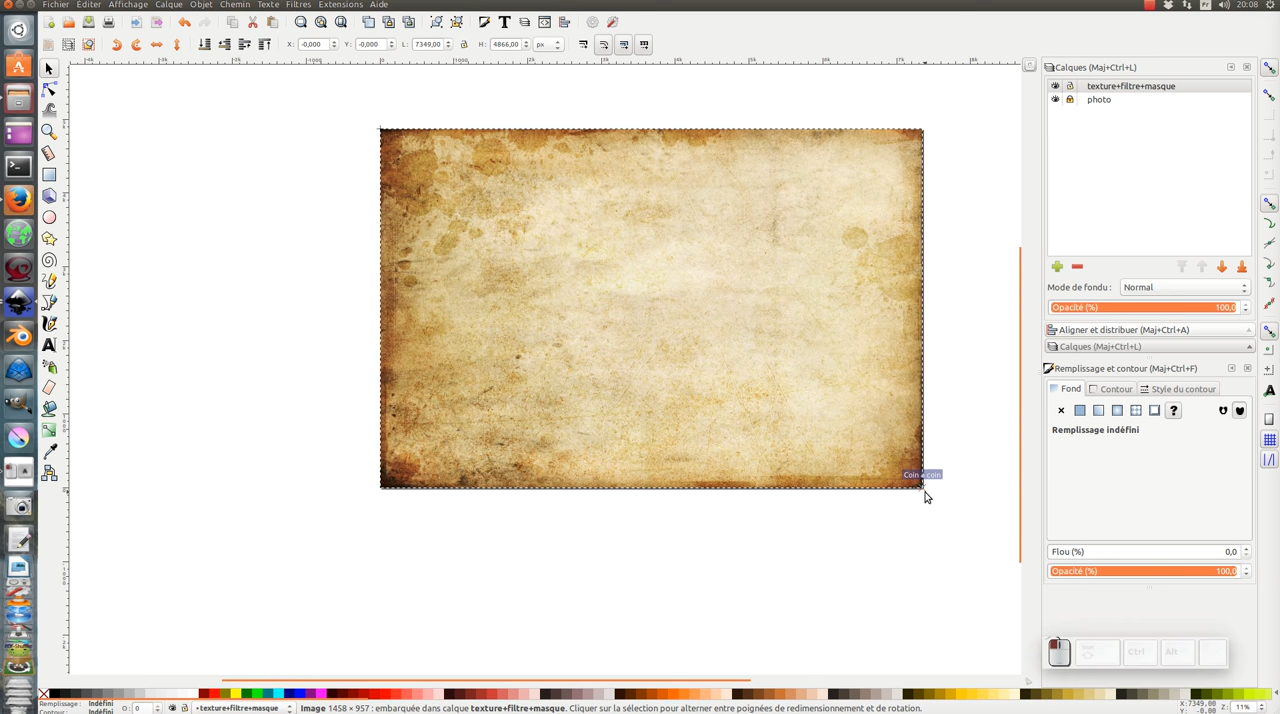 Fichier Éditer Affichage Calque Objet Chemin Texte Filtres Extensions Aide
Fr 20:08
X: -0,000 Y: -0,000 L: 7349,00 H: 4866,00 px
Calques (Maj+Ctrl+L)
texture+filtre+masque
photo
Mode de fondu : Normal
Opacité (%) 100,0
Aligner et distribuer (Maj+Ctrl+A)
Calques (Maj+Ctrl+L)
Remplissage et contour (Maj+Ctrl+F)
Fond Contour Style du contour
Remplissage indéfini
Coin à coin
Flou (%) 0,0
Opacité (%) 100,0
Ctrl Alt
Remplissage : Indéfini
Contour : Indéfini
O: 0
•texture+filtre+masque
Image 1458 × 957 : embarquée dans calque texture+filtre+masque. Cliquer sur la sélection pour alterner entre poignées de redimensionnement et de rotation.
X: 7349,00
Y: -0,00
Z: 11%